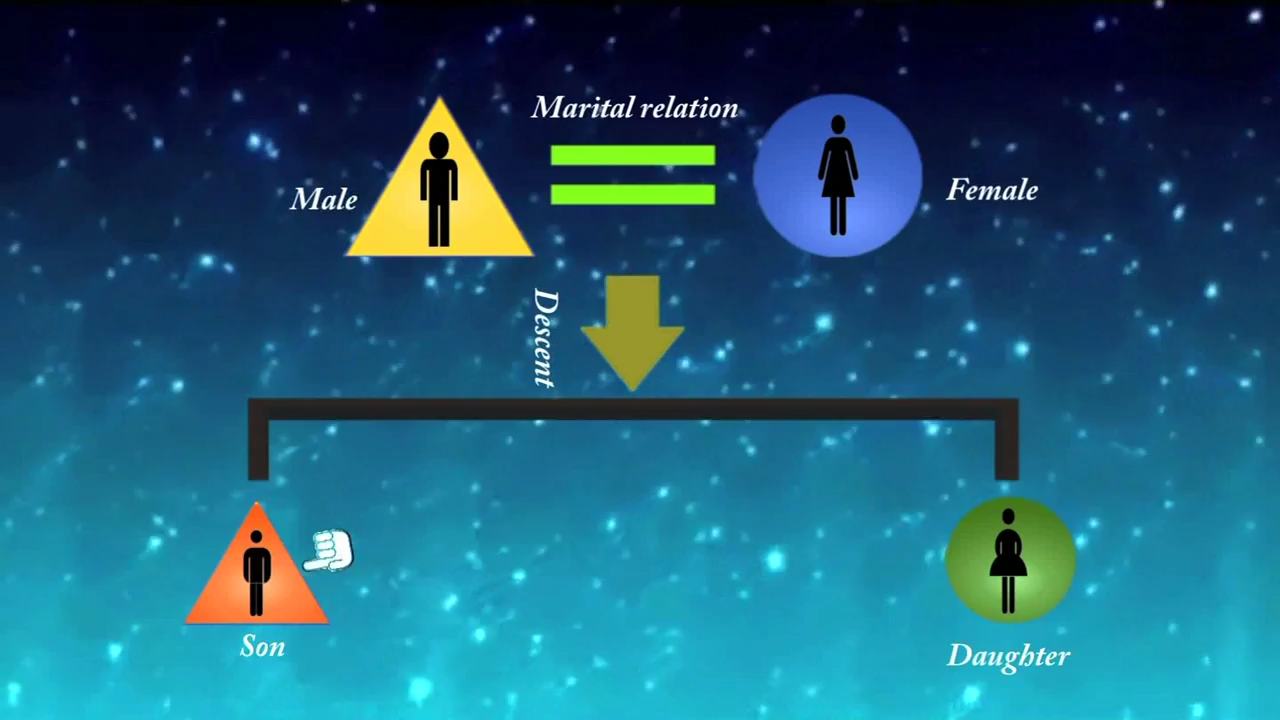 Marital relation
Male
Female
Descent
Son
Daughter